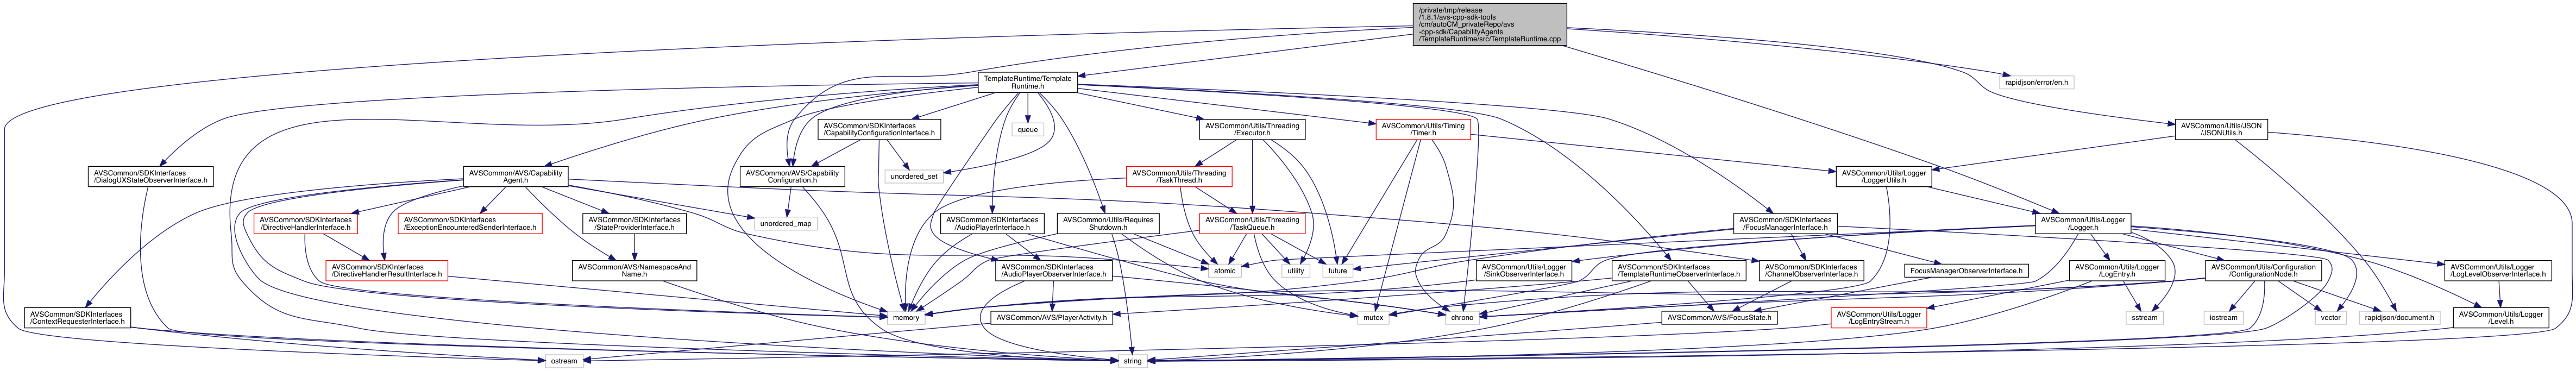 /private/tmp/release
/1.8.1/avs-cpp-sdk-tools
/cm/autoCM_privateRepo/avs
-cpp-sdk/CapabilityAgents
/TemplateRuntime/src/TemplateRuntime.cpp
TemplateRuntime/Template
Runtime.h
rapidjson/error/en.h
AVSCommon/SDKInterfaces
/CapabilityConfigurationInterface.h
queue
AVSCommon/Utils/Threading
/Executor.h
AVSCommon/Utils/Timing
/Timer.h
AVSCommon/Utils/JSON
/JSONUtils.h
AVSCommon/SDKInterfaces
/DialogUXStateObserverInterface.h
AVSCommon/AVS/Capability
Agent.h
AVSCommon/AVS/Capability
Configuration.h
unordered_set
AVSCommon/Utils/Threading
/TaskThread.h
AVSCommon/Utils/Logger
/LoggerUtils.h
AVSCommon/SDKInterfaces
/DirectiveHandlerInterface.h
AVSCommon/SDKInterfaces
/ExceptionEncounteredSenderInterface.h
AVSCommon/SDKInterfaces
/StateProviderInterface.h
unordered_map
AVSCommon/SDKInterfaces
/AudioPlayerInterface.h
AVSCommon/Utils/Requires
Shutdown.h
AVSCommon/Utils/Threading
/TaskQueue.h
AVSCommon/SDKInterfaces
/FocusManagerInterface.h
AVSCommon/Utils/Logger
/Logger.h
AVSCommon/SDKInterfaces
/DirectiveHandlerResultInterface.h
AVSCommon/AVS/NamespaceAnd
Name.h
AVSCommon/SDKInterfaces
/AudioPlayerObserverInterface.h
atomic
utility
future
AVSCommon/Utils/Logger
/SinkObserverInterface.h
AVSCommon/SDKInterfaces
/TemplateRuntimeObserverInterface.h
AVSCommon/SDKInterfaces
/ChannelObserverInterface.h
FocusManagerObserverInterface.h
AVSCommon/Utils/Logger
/LogEntry.h
AVSCommon/Utils/Configuration
/ConfigurationNode.h
AVSCommon/Utils/Logger
/LogLevelObserverInterface.h
AVSCommon/SDKInterfaces
/ContextRequesterInterface.h
memory
AVSCommon/AVS/PlayerActivity.h
mutex
chrono
AVSCommon/AVS/FocusState.h
AVSCommon/Utils/Logger
/LogEntryStream.h
sstream
iostream
vector
rapidjson/document.h
AVSCommon/Utils/Logger
/Level.h
ostream
string